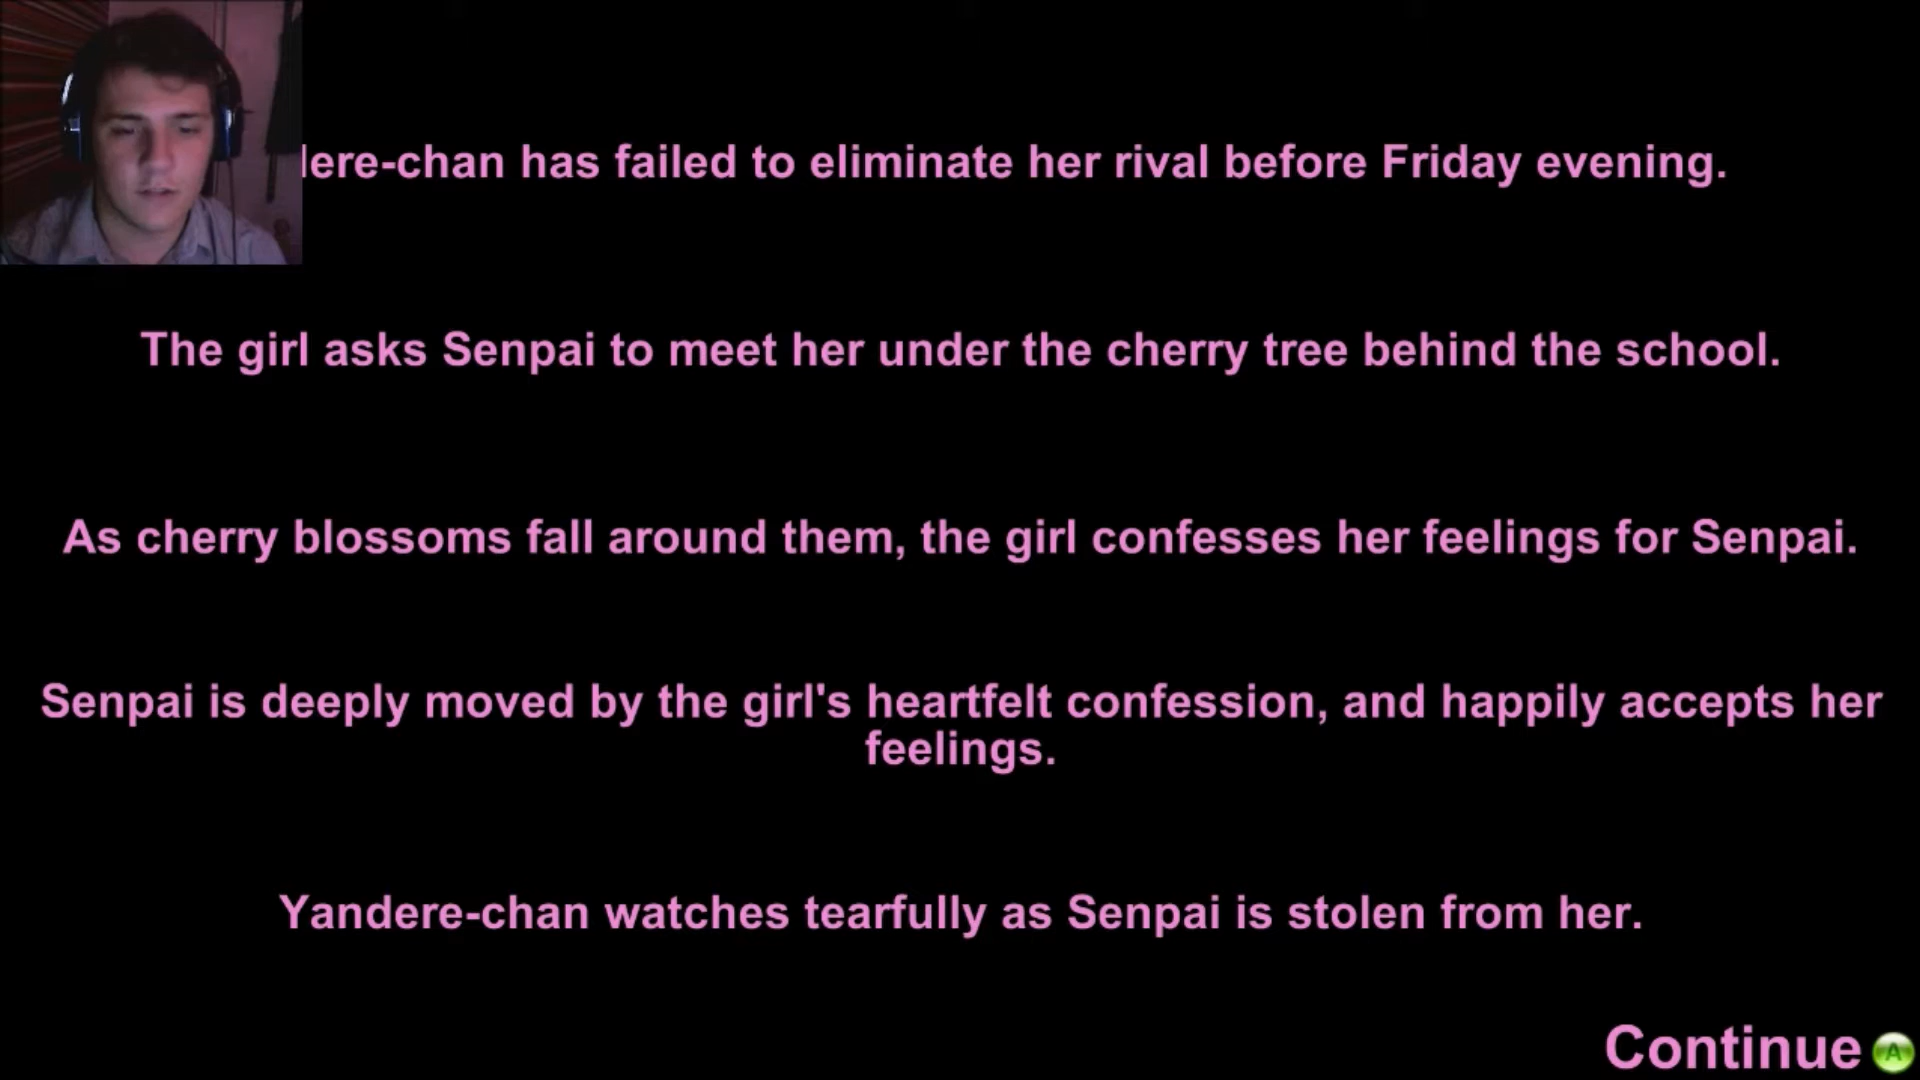 has failed to eliminate her rival before Friday evening.
The girl asks Senpai to meet her under the cherry tree behind the school.
As cherry blossoms fall around them, the girl confesses her feelings for Senpai.
Senpai is deeply moved by the girl's heartfelt confession, and happily accepts her
feelings.
Yandere-chan watches tearfully as Senpai is stolen from her.
Continue A